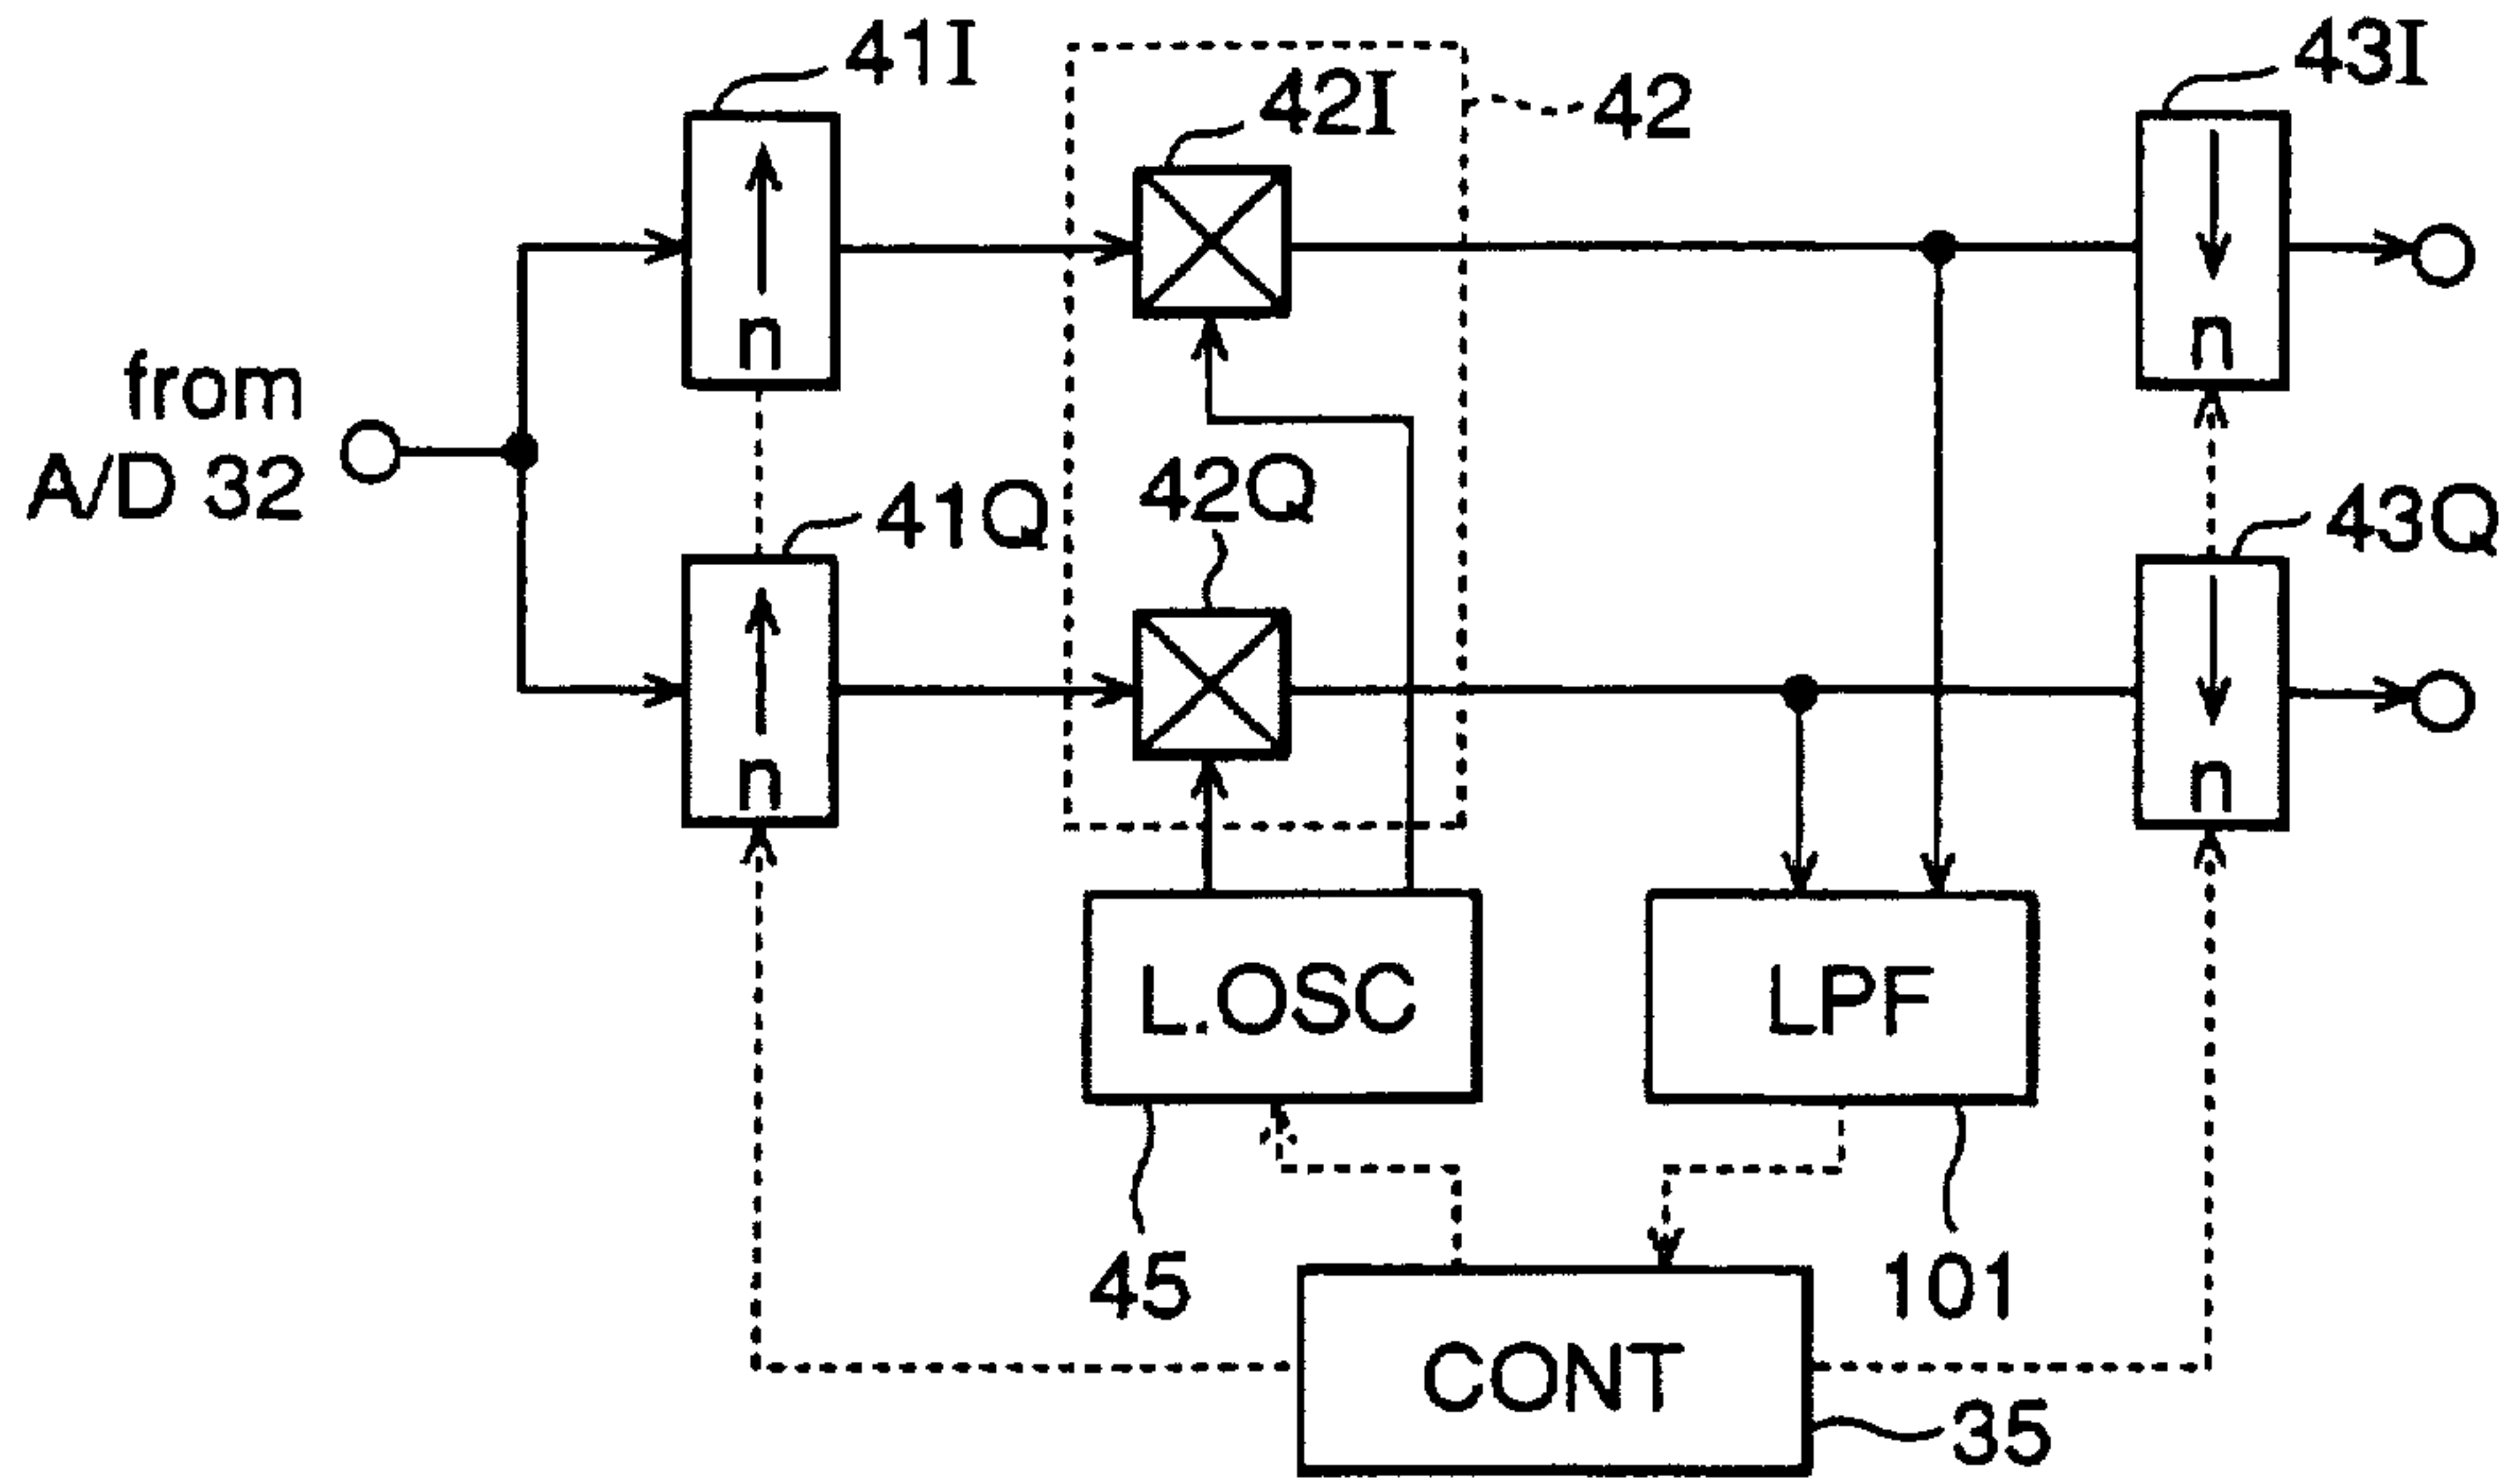 41I
42I
42
43I
n
n
from
A/D 32
41Q
42Q
43Q
n
n
L.OSC
LPF
45
101
CONT
35